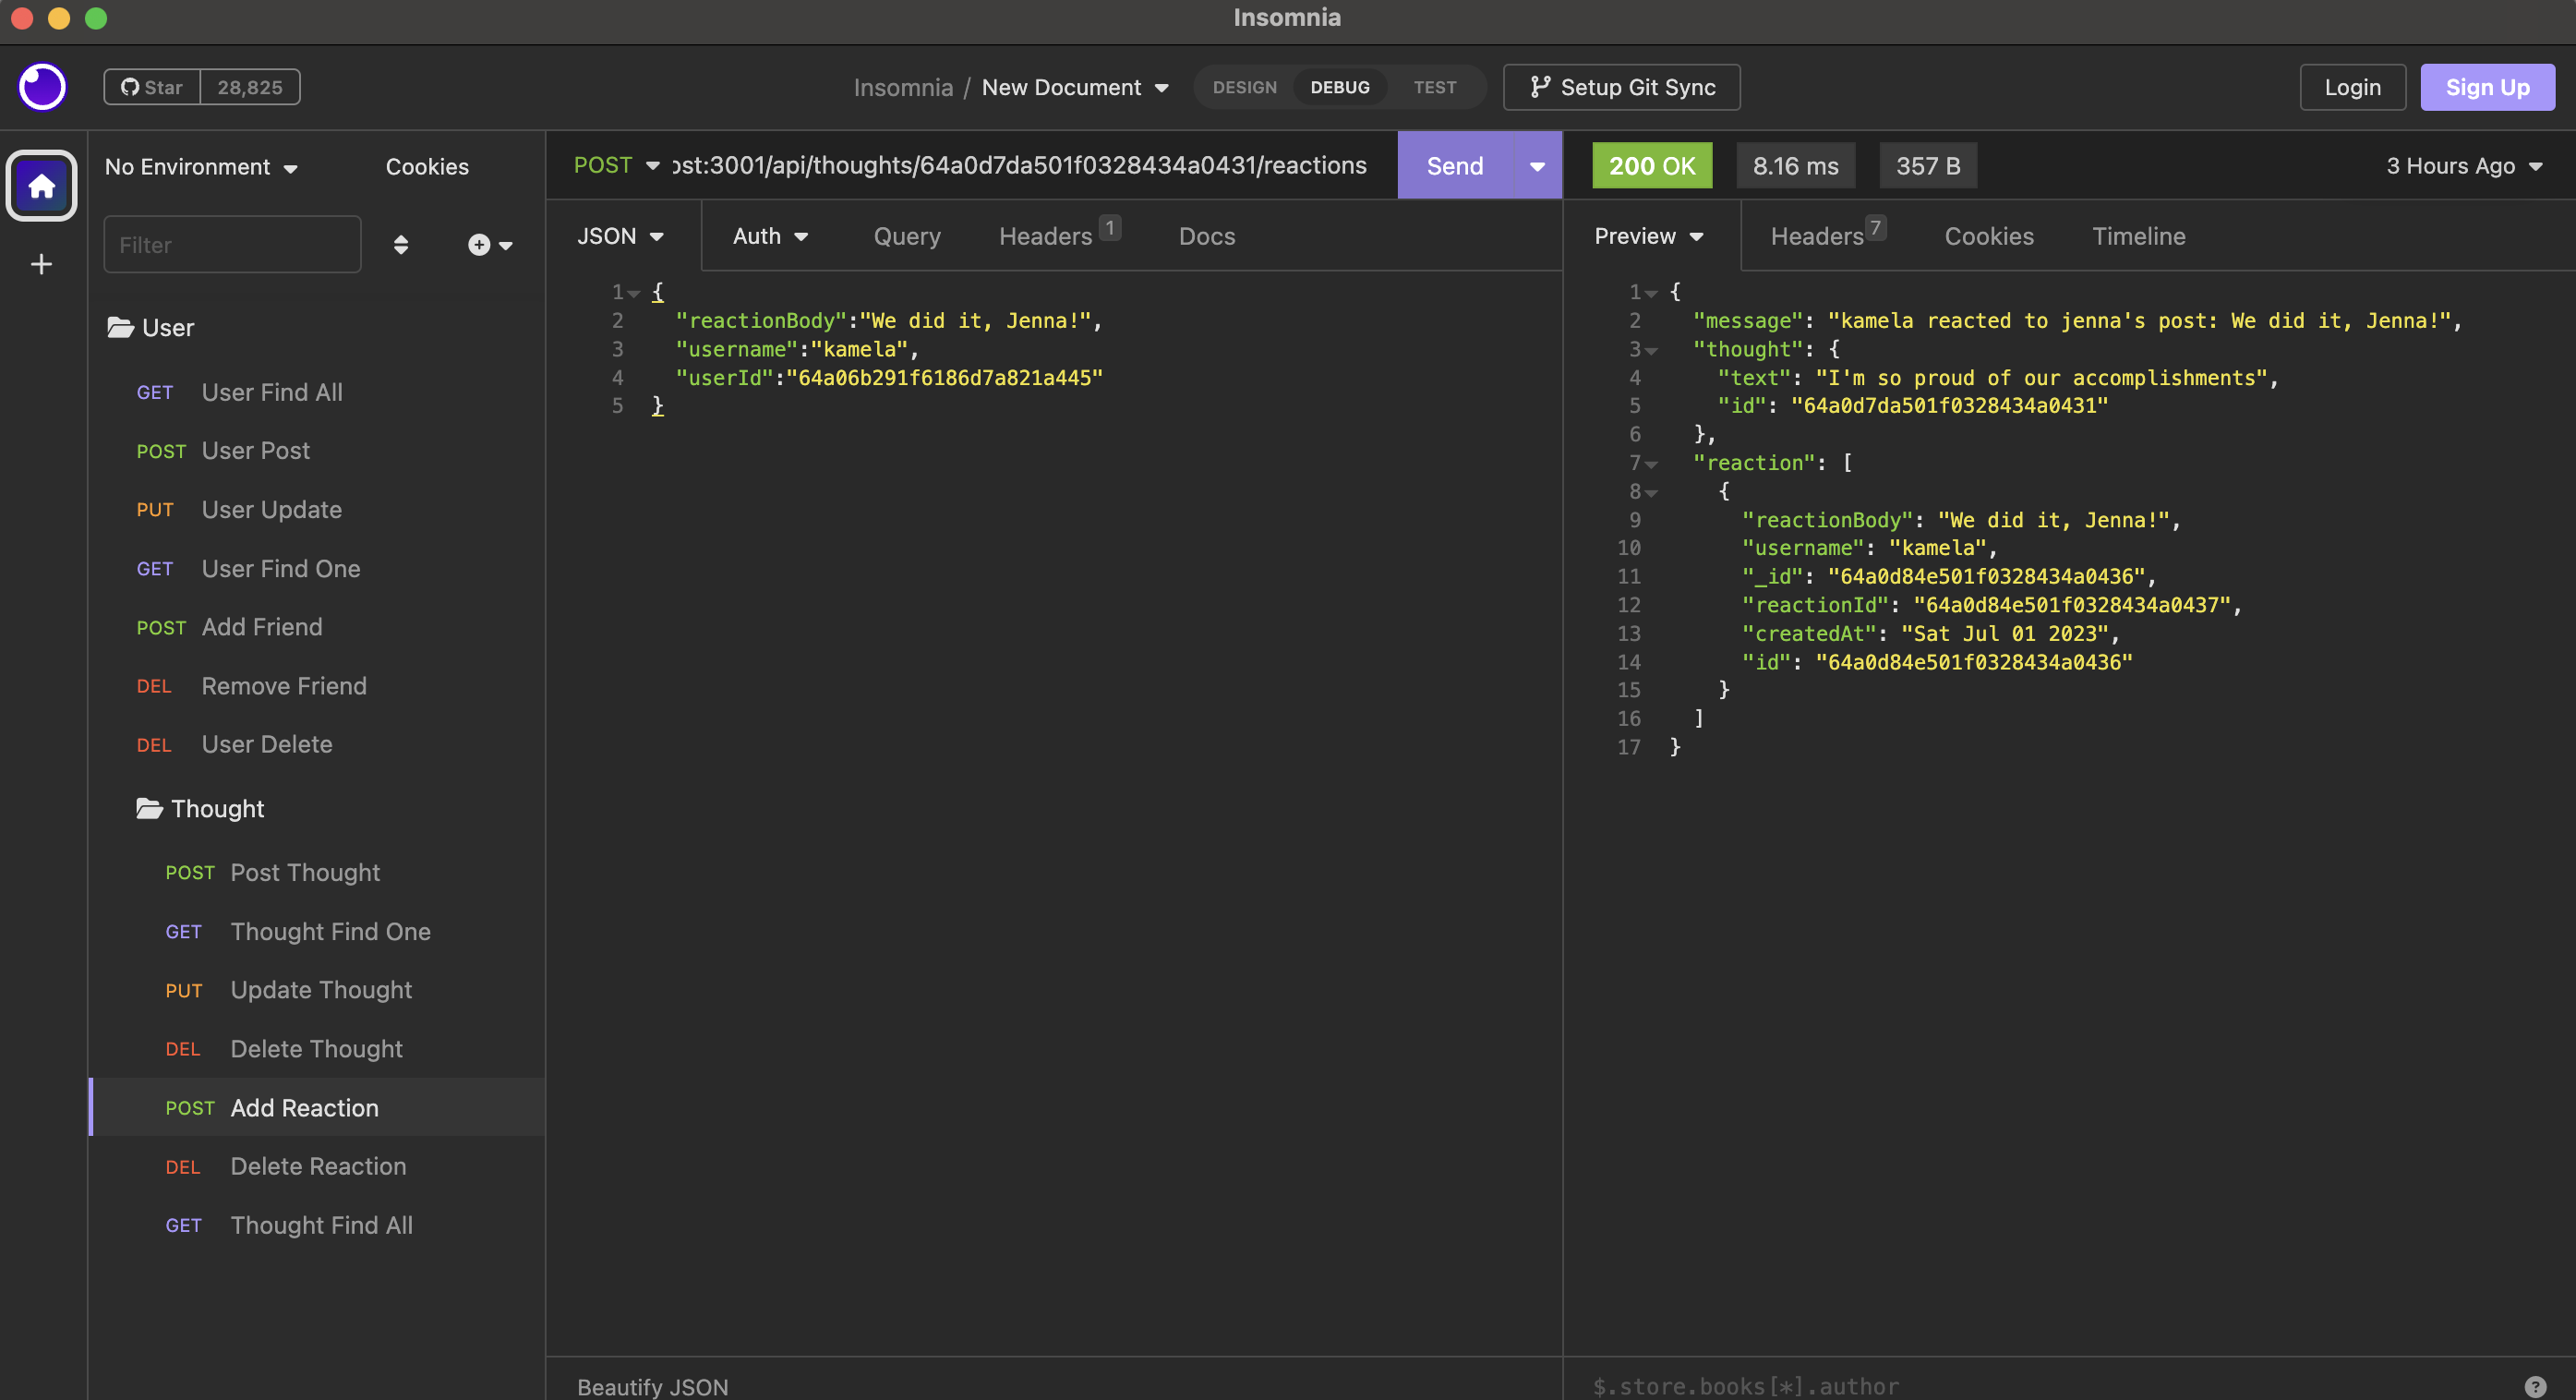 Insomnia
Star 28,825
Insomnia / New Document
DESIGN DEBUG TEST
Setup Git Sync
Login
Sign Up
No Environment
Cookies
Filter
User
GET User Find All
POST User Post
PUT User Update
GET User Find One
POST Add Friend
DEL Remove Friend
DEL User Delete
Thought
POST Post Thought
GET Thought Find One
PUT Update Thought
DEL Delete Thought
POST Add Reaction
DEL Delete Reaction
GET Thought Find All
POST ost:3001/api/thoughts/64a0d7da501f0328434a0431/reactions
Send
JSON Auth Query Headers 1 Docs
1 {
2 "reactionBody":"We did it, Jenna!",
3 "username":"kamela",
4 "userId":"64a06b291f6186d7a821a445"
5 }
Beautify JSON
200 OK 8.16 ms 357 B 3 Hours Ago
Preview Headers 7 Cookies Timeline
1 {
2 "message": "kamela reacted to jenna's post: We did it, Jenna!",
3 "thought": {
4 "text": "I'm so proud of our accomplishments",
5 "id": "64a0d7da501f0328434a0431"
6 },
7 "reaction": [
8 {
9 "reactionBody": "We did it, Jenna!",
10 "username": "kamela",
11 "_id": "64a0d84e501f0328434a0436",
12 "reactionId": "64a0d84e501f0328434a0437",
13 "createdAt": "Sat Jul 01 2023",
14 "id": "64a0d84e501f0328434a0436"
15 }
16 ]
17 }
$.store.books[*].author
?